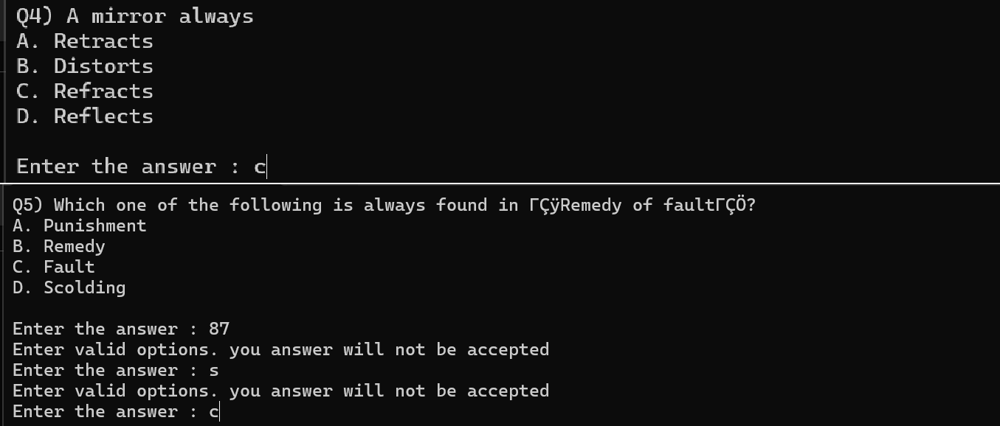 Q4) A mirror always
A. Retracts
B. Distorts
C. Refracts
D. Reflects
Enter the answer : c
Q5) Which one of the following is always found in ΓÇÿRemedy of faultΓÇÖ?
A. Punishment
B. Remedy
C. Fault
D. Scolding
Enter the answer : 87
Enter valid options. you answer will not be accepted
Enter the answer : s
Enter valid options. you answer will not be accepted
Enter the answer : c